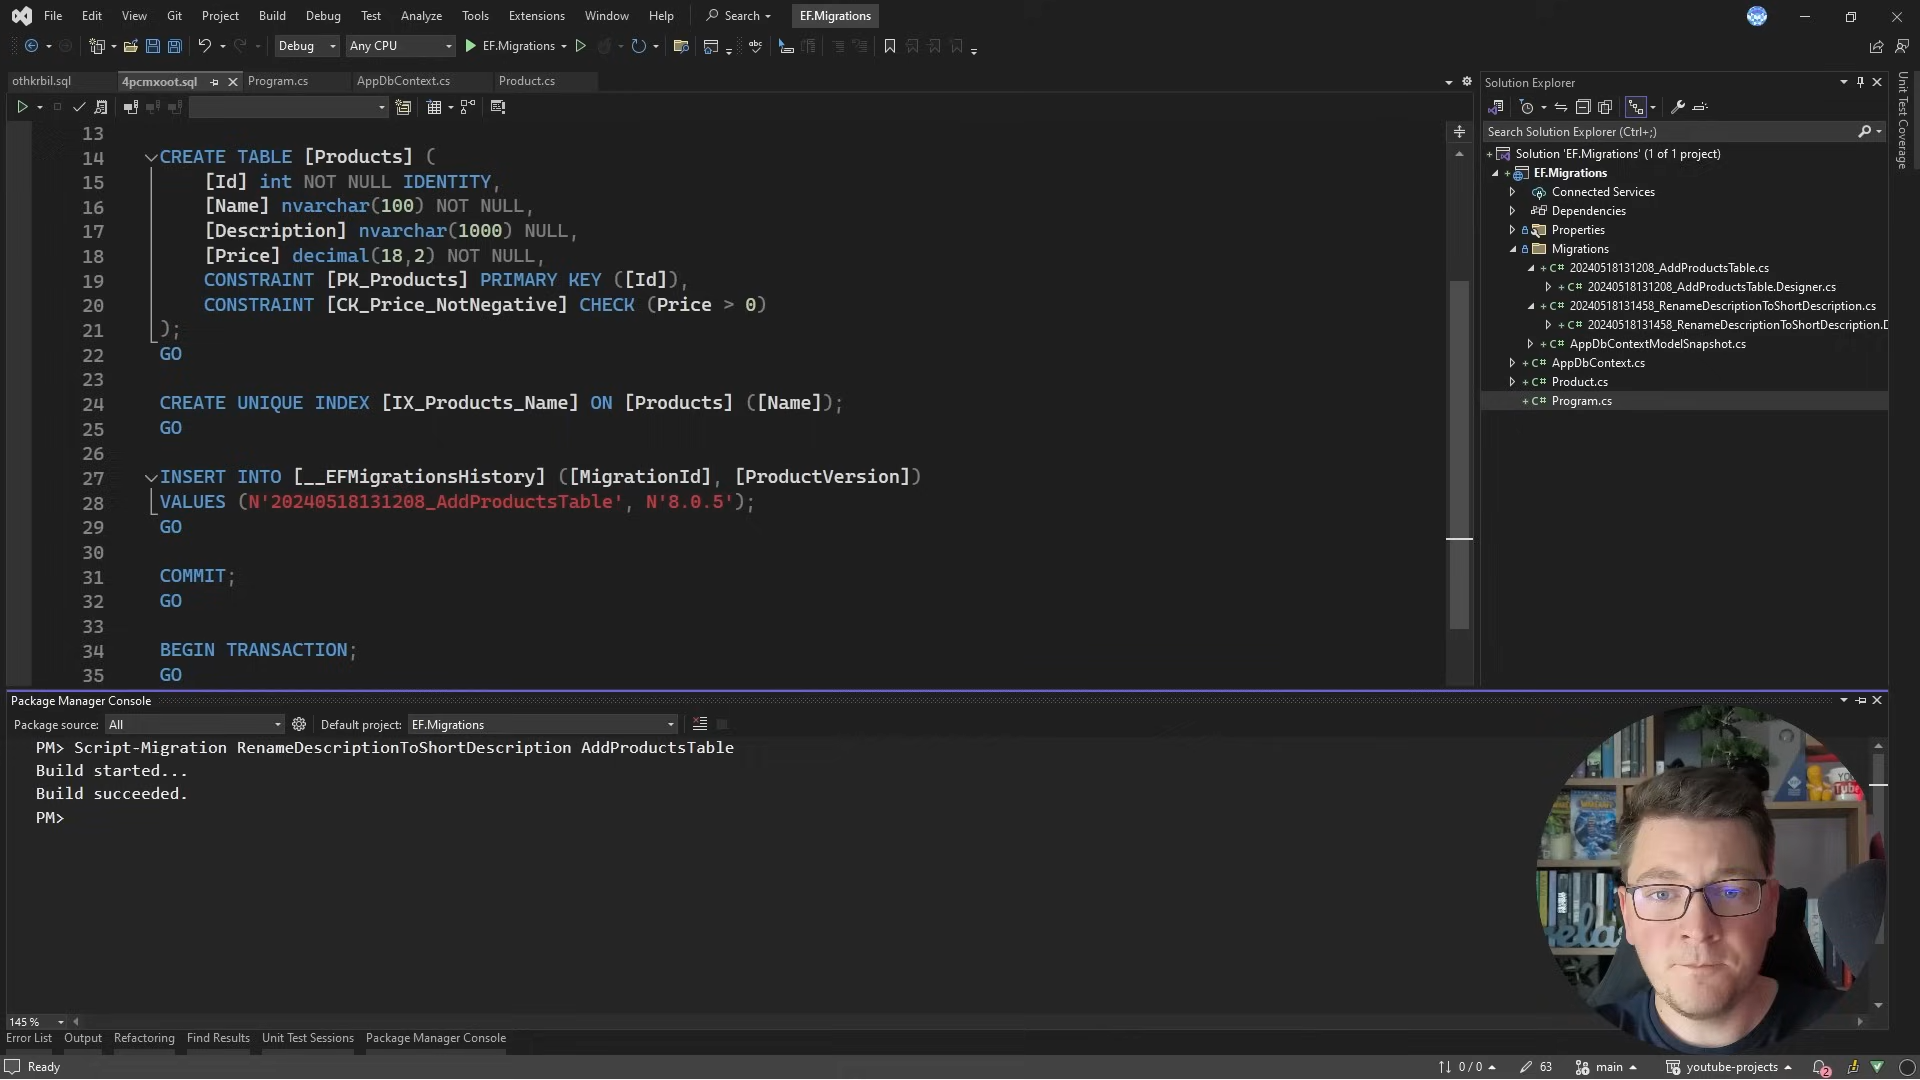 File Edit View Git Project Build Debug Test Analyze Tools Extensions Window Help Search EF.Migrations
Debug Any CPU EF.Migrations
othkrbil.sql 4pcmxoot.sql Program.cs AppDbContext.cs Product.cs
13
14 CREATE TABLE [Products] (
15 [Id] int NOT NULL IDENTITY,
16 [Name] nvarchar(100) NOT NULL,
17 [Description] nvarchar(1000) NULL,
18 [Price] decimal(18,2) NOT NULL,
19 CONSTRAINT [PK_Products] PRIMARY KEY ([Id]),
20 CONSTRAINT [CK_Price_NotNegative] CHECK (Price > 0)
21 );
22 GO
23
24 CREATE UNIQUE INDEX [IX_Products_Name] ON [Products] ([Name]);
25 GO
26
27 INSERT INTO [__EFMigrationsHistory] ([MigrationId], [ProductVersion])
28 VALUES (N'20240518131208_AddProductsTable', N'8.0.5');
29 GO
30
31 COMMIT;
32 GO
33
34 BEGIN TRANSACTION;
35 GO
Solution Explorer
Search Solution Explorer (Ctrl+;)
Solution 'EF.Migrations' (1 of 1 project)
EF.Migrations
Connected Services
Dependencies
Properties
Migrations
C# 20240518131208_AddProductsTable.cs
C# 20240518131208_AddProductsTable.Designer.cs
C# 20240518131458_RenameDescriptionToShortDescription.cs
C# 20240518131458_RenameDescriptionToShortDescription.D
C# AppDbContextModelSnapshot.cs
C# AppDbContext.cs
C# Product.cs
C# Program.cs
Unit Test Coverage
Package Manager Console
Package source: All Default project: EF.Migrations
PM> Script-Migration RenameDescriptionToShortDescription AddProductsTable
Build started...
Build succeeded.
PM>
You
Tube
145 %
Error List Output Refactoring Find Results Unit Test Sessions Package Manager Console
Ready 0 / 0 63 main youtube-projects 2